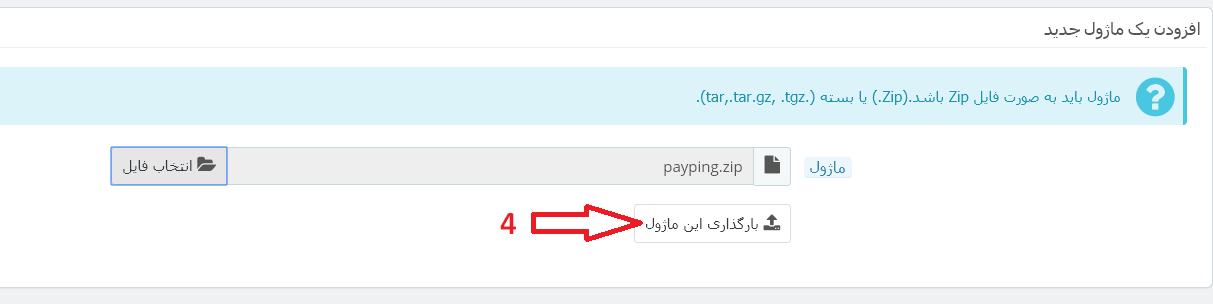 افزودن یک ماژول جدید
ماژول باید به صورت فایل Zip باشد.(Zip.) یا بسته (.tar,.tar.gz, .tgz).
ماژول
payping.zip
انتخاب فایل
بارگذاری این ماژول
4